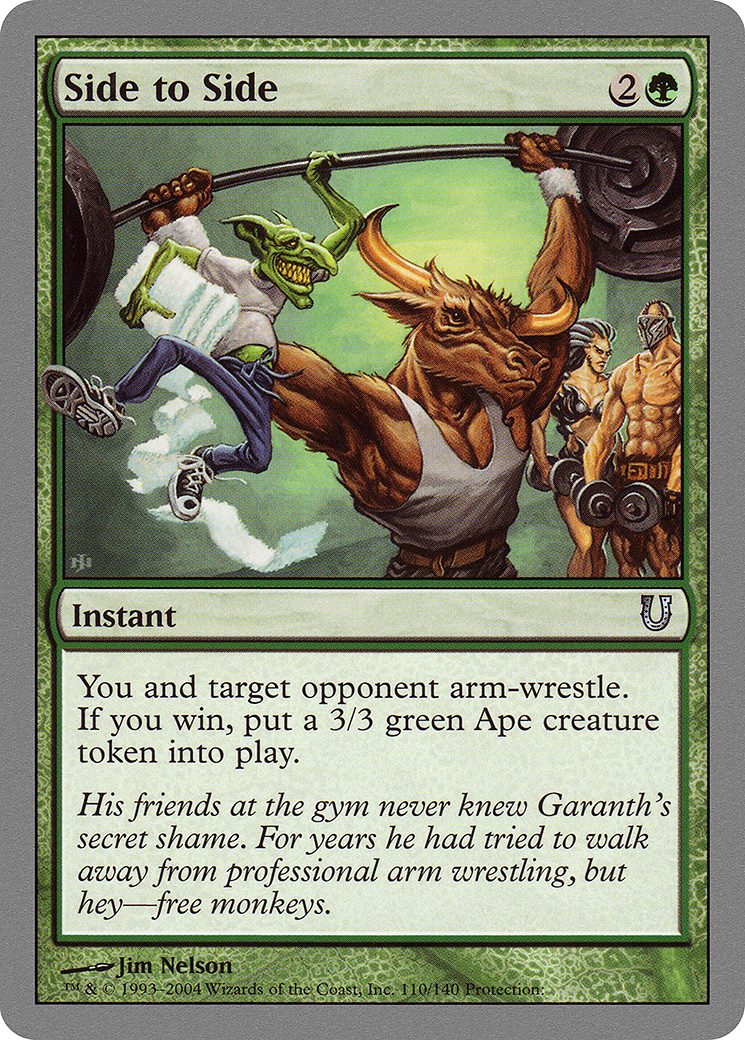 Side to Side 2
Instant
You and target opponent arm-wrestle.
If you win, put a 3/3 green Ape creature
token into play.
His friends at the gym never knew Garanth's
secret shame. For years he had tried to walk
away from professional arm wrestling, but
hey—free monkeys.
Jim Nelson
™ & © 1993–2004 Wizards of the Coast, Inc. 110/140 Protection: